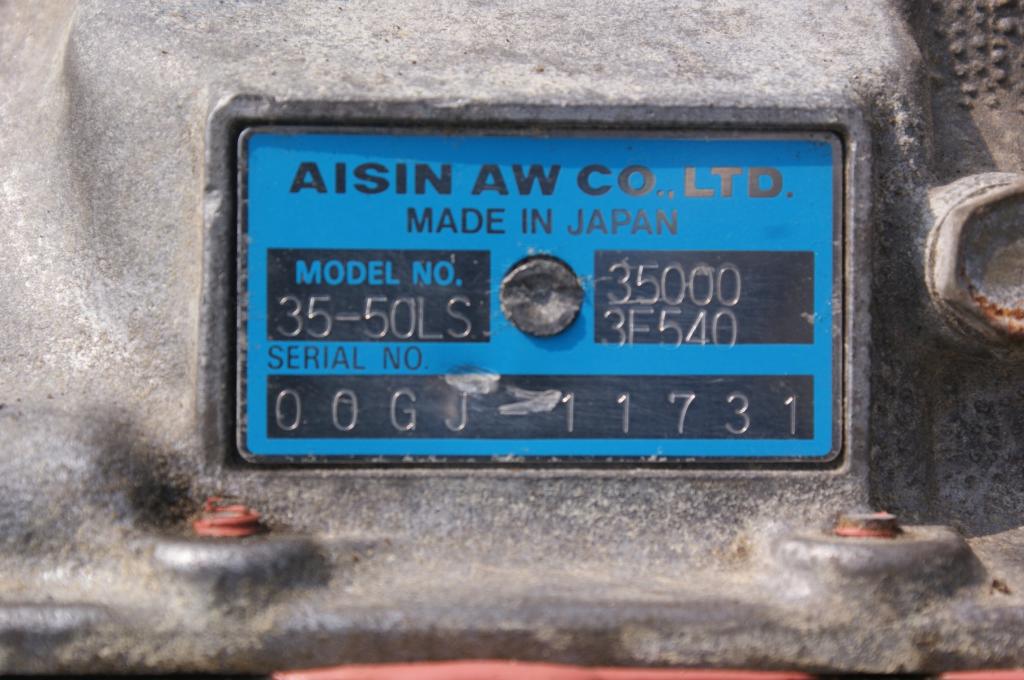 AISIN AW CO., LTD.
MADE IN JAPAN
MODEL NO.
35-50LS
35000
3F540
SERIAL NO.
00GJ-11731